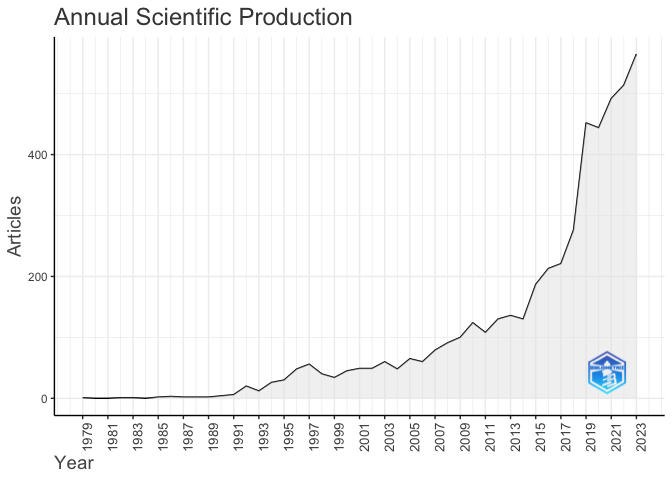 Annual Scientific Production
Articles
400
200
0
1979 1981 1983 1985 1987 1989 1991 1993 1995 1997 1999 2001 2003 2005 2007 2009 2011 2013 2015 2017 2019 2021 2023
Year
BIBLIOMETRIX